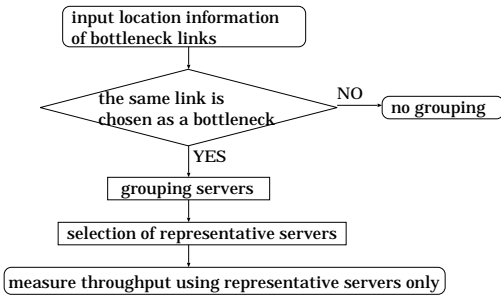 input location information
of bottleneck links
the same link is
chosen as a bottleneck
NO
no grouping
YES
grouping servers
selection of representative servers
measure throughput using representative servers only